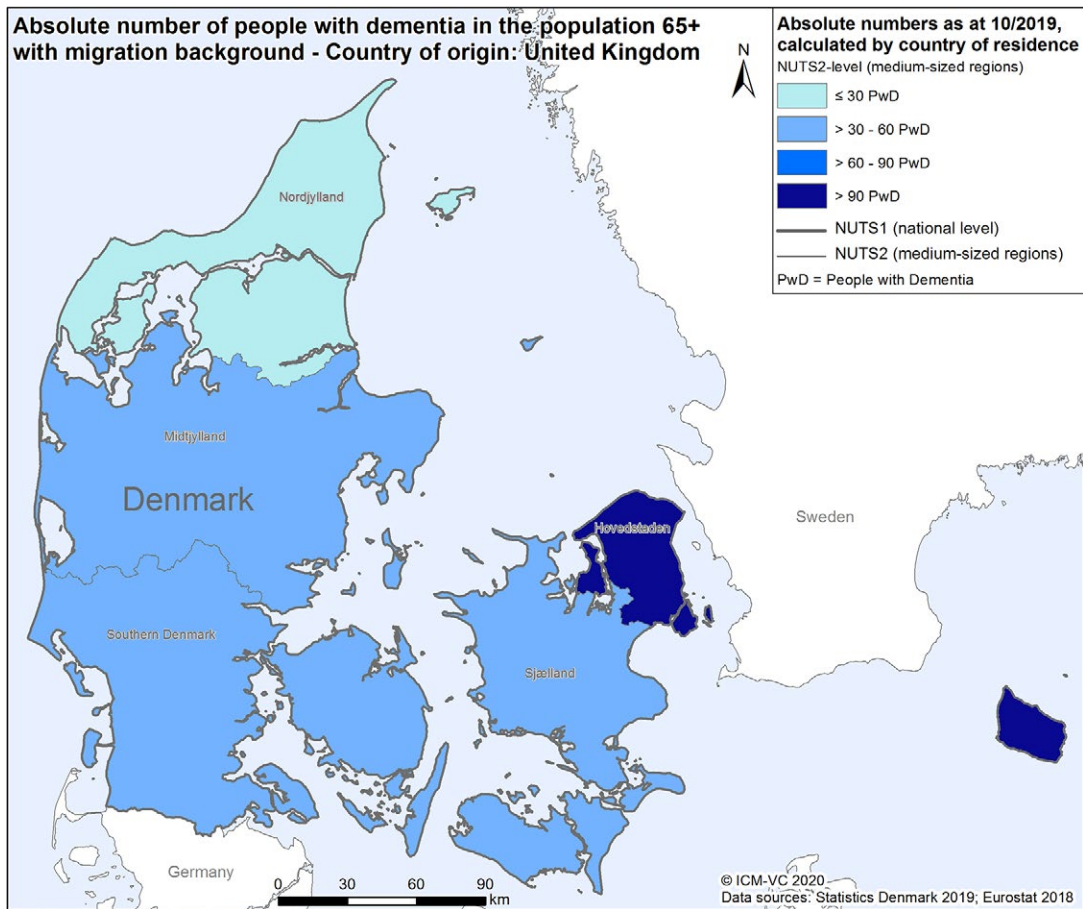 Absolute number of people with dementia in the population 65+
with migration background - Country of origin: United Kingdom
N
Absolute numbers as at 10/2019,
calculated by country of residence
NUTS2-level (medium-sized regions)
≤ 30 PwD
> 30 - 60 PwD
> 60 - 90 PwD
> 90 PwD
NUTS1 (national level)
NUTS2 (medium-sized regions)
PwD = People with Dementia
Nordjylland
Midtjylland
Denmark
Hovedstaden
Sweden
Southern Denmark
Sjælland
Germany
0 30 60 90
km
© ICM-VC 2020
Data sources: Statistics Denmark 2019; Eurostat 2018